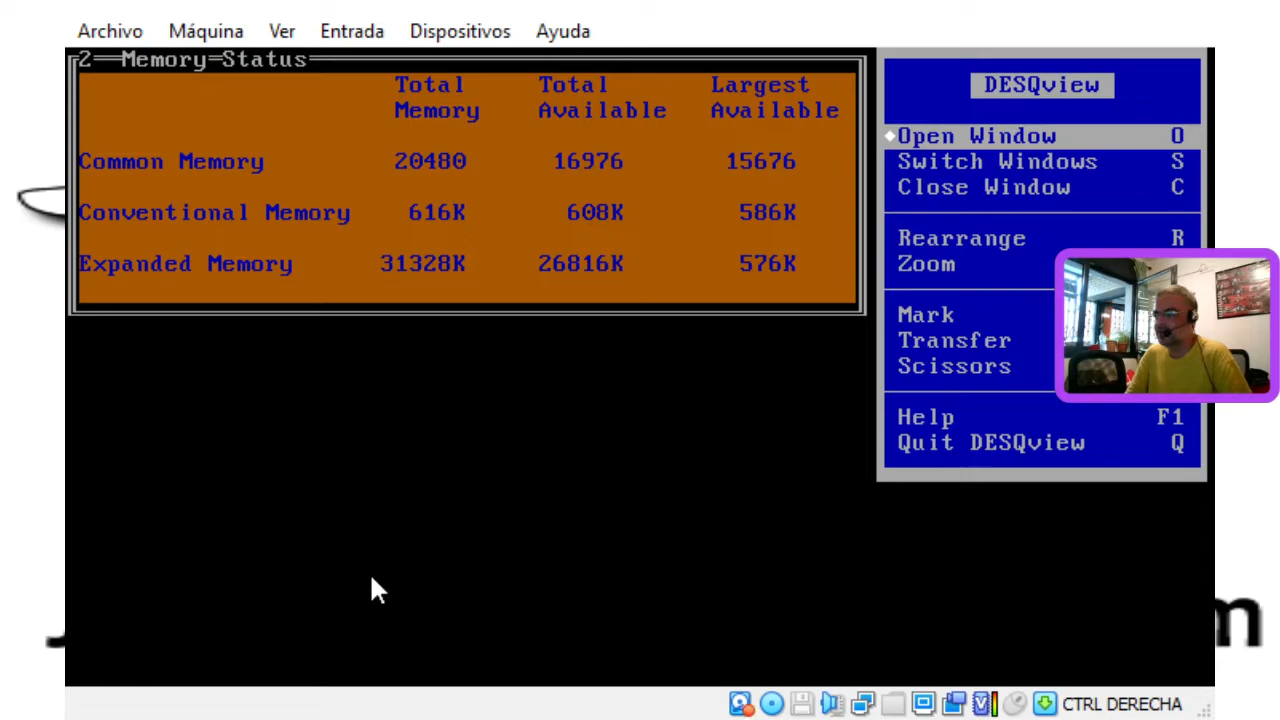 Archivo Máquina Ver Entrada Dispositivos Ayuda
2 Memory Status
Total Total Largest
Memory Available Available
Common Memory 20480 16976 15676
Conventional Memory 616K 608K 586K
Expanded Memory 31328K 26816K 576K
DESQview
Open Window O
Switch Windows S
Close Window C
Rearrange R
Zoom
Mark
Transfer
Scissors
Help F1
Quit DESQview Q
CTRL DERECHA